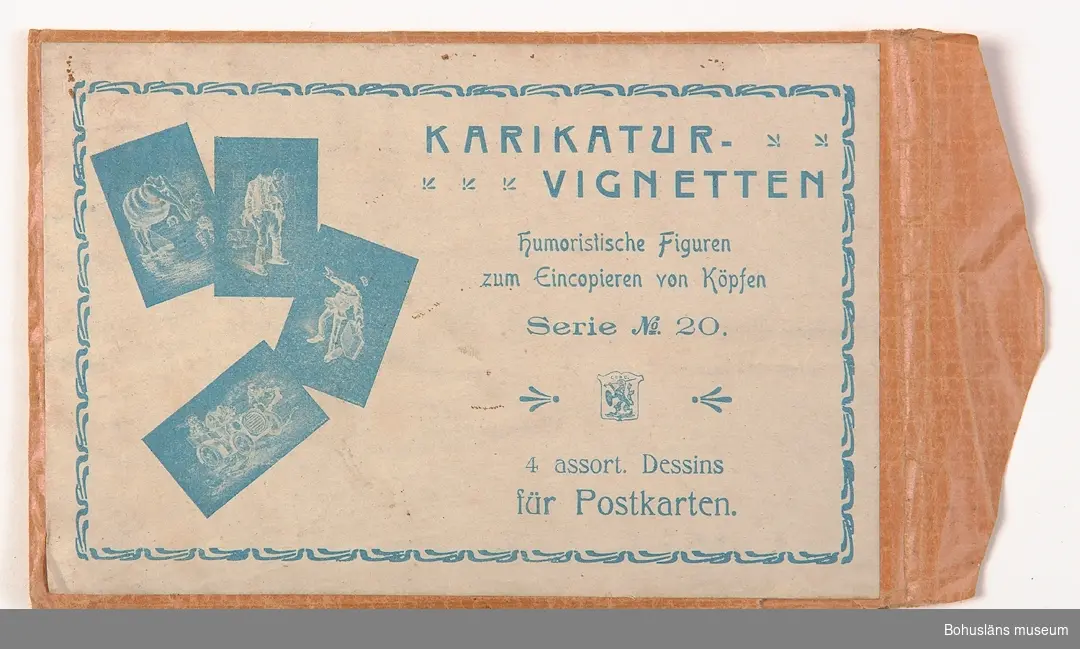 KARIKATUR-
VIGNETTEN
Humoristische Figuren
zum Eincopieren von Köpfen
Serie No. 20.
4 assort. Dessins
für Postkarten.
Bohusläns museum